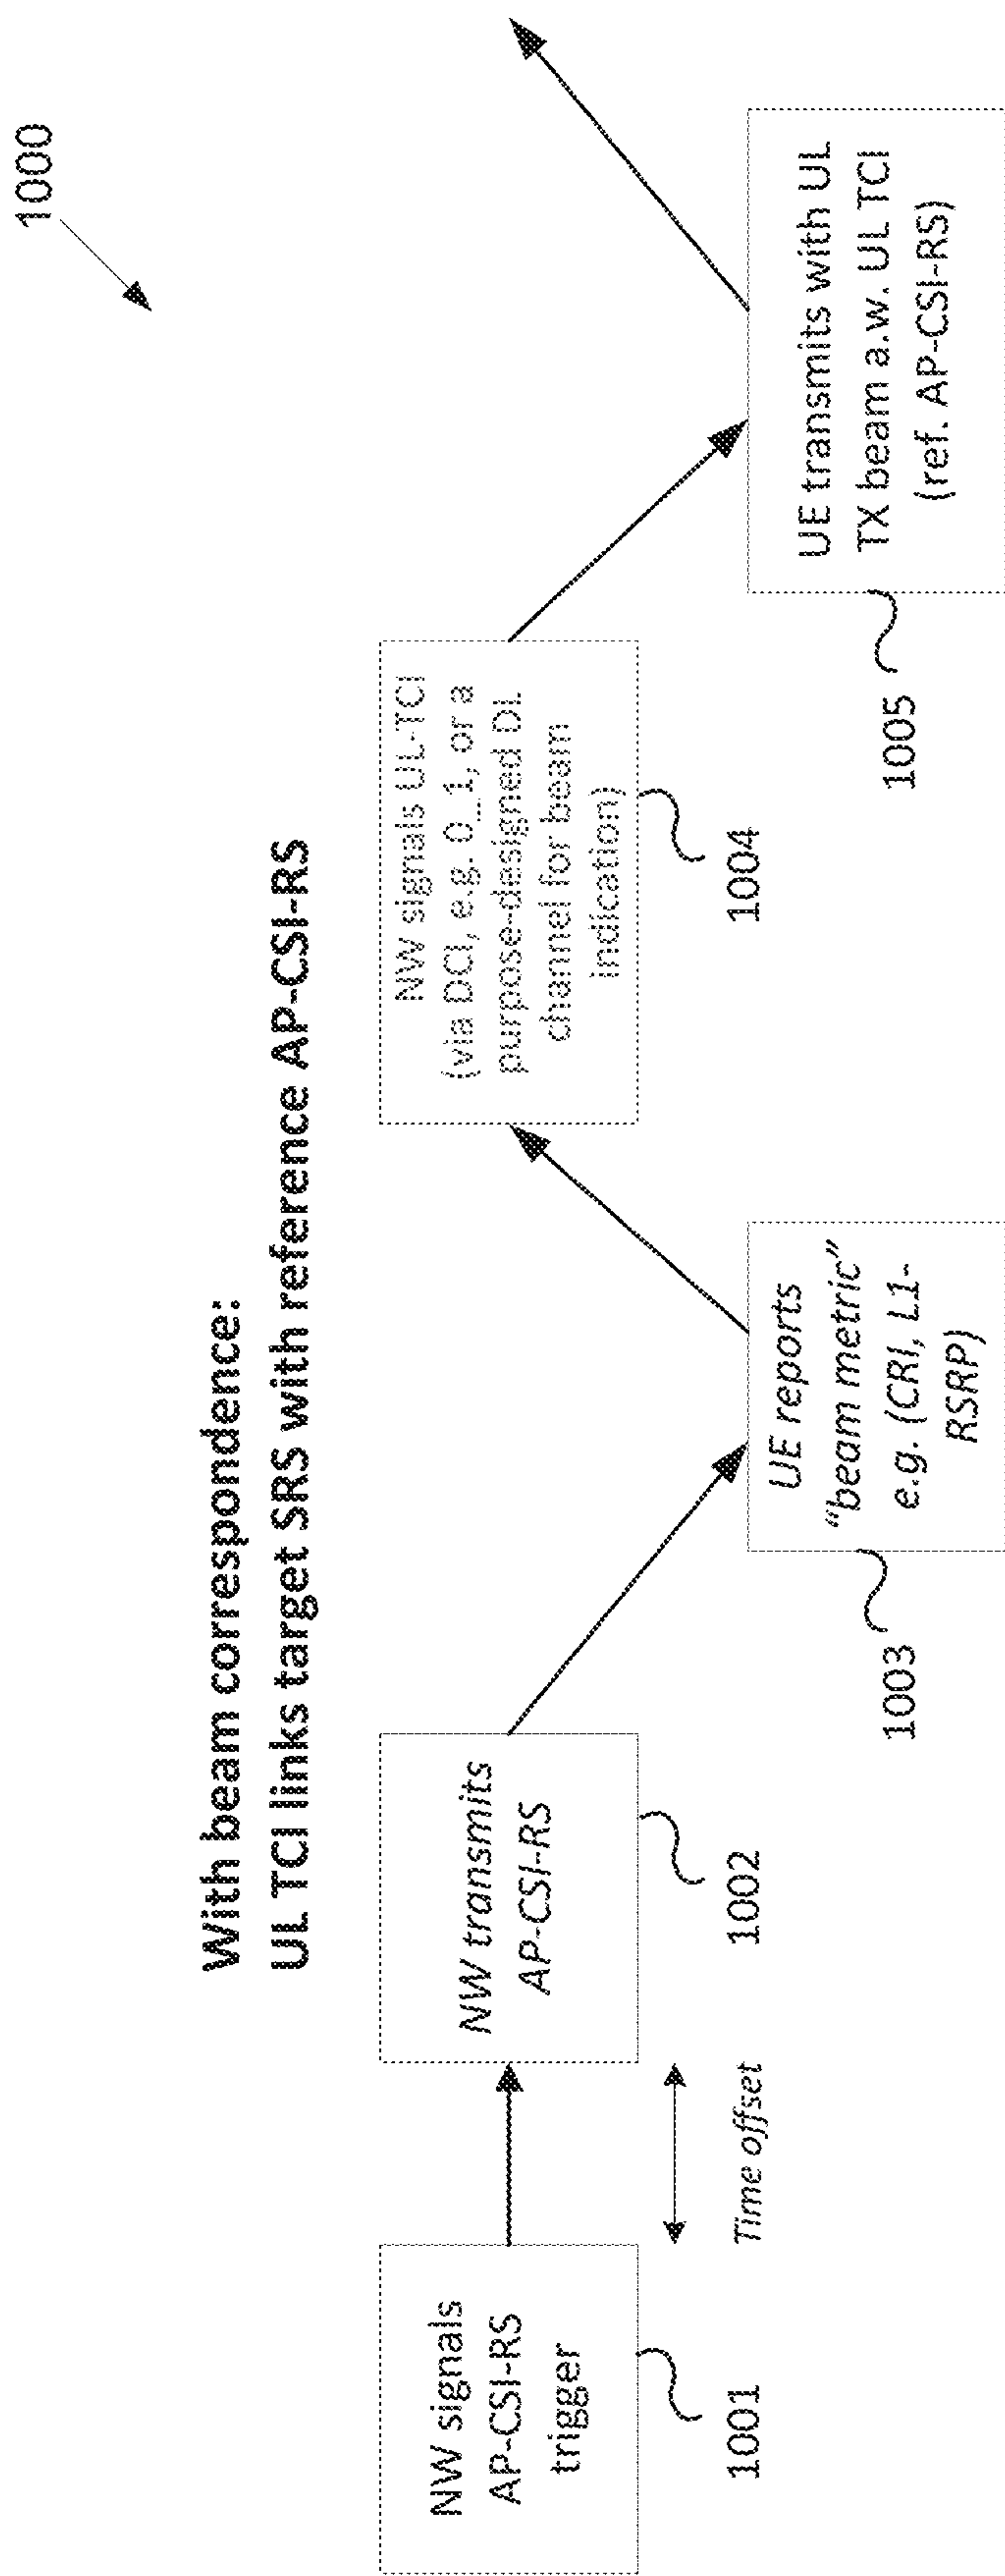 1000
With beam correspondence:
UL TCI links target SRS with reference AP-CSI-RS
NW signals
AP-CSI-RS
trigger
1001
Time offset
NW transmits
AP-CSI-RS
1002
UE reports
“beam metric”
e.g. (CRI, L1-
RSRP)
1003
NW signals UL-TCI
(via DCI, e.g. 0_1, or a
purpose-designed DL
channel for beam
indication)
1004
UE transmits with UL
TX beam a.w. UL TCI
(ref. AP-CSI-RS)
1005